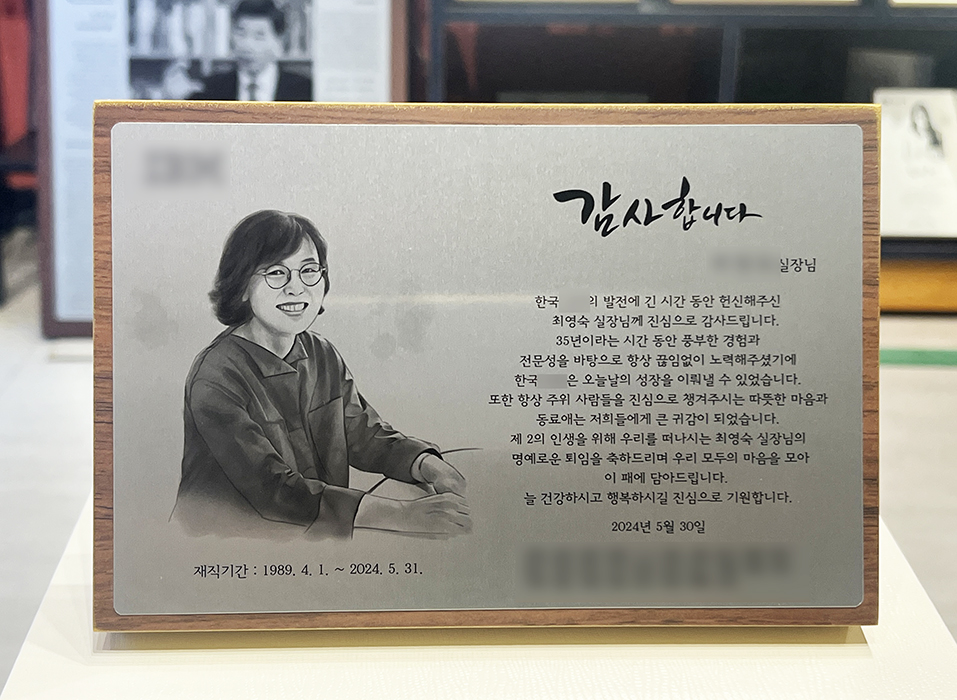 감사합니다
실장님
한국 의 발전에 긴 시간 동안 헌신해주신
최영숙 실장님께 진심으로 감사드립니다.
35년이라는 시간 동안 풍부한 경험과
전문성을 바탕으로 항상 끊임없이 노력해주셨기에
한국 은 오늘날의 성장을 이뤄낼 수 있었습니다.
또한 항상 주위 사람들을 진심으로 챙겨주시는 따뜻한 마음과
동료애는 저희들에게 큰 귀감이 되었습니다.
제 2의 인생을 위해 우리를 떠나시는 최영숙 실장님의
명예로운 퇴임을 축하드리며 우리 모두의 마음을 모아
이 패에 담아드립니다.
늘 건강하시고 행복하시길 진심으로 기원합니다.
2024년 5월 30일
재직기간 : 1989. 4. 1. ~ 2024. 5. 31.